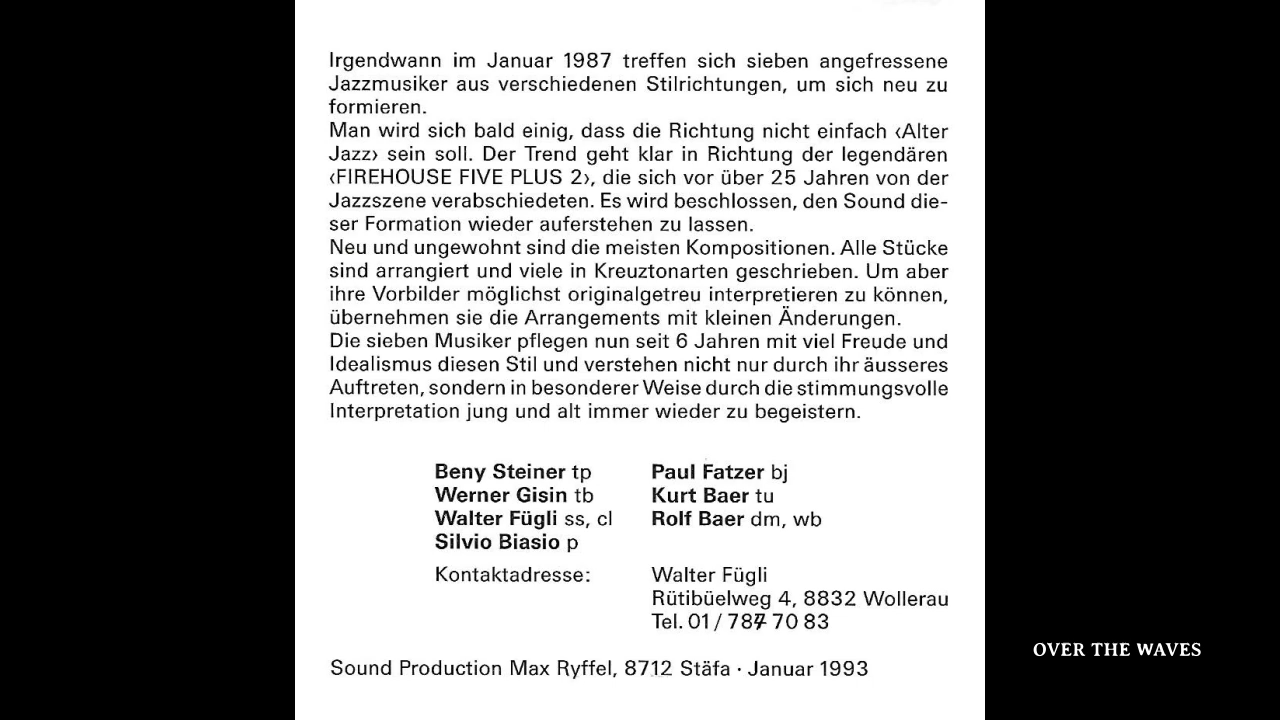 Irgendwann im Januar 1987 treffen sich sieben angefressene
Jazzmusiker aus verschiedenen Stilrichtungen, um sich neu zu
formieren.
Man wird sich bald einig, dass die Richtung nicht einfach ‹Alter
Jazz› sein soll. Der Trend geht klar in Richtung der legendären
‹FIREHOUSE FIVE PLUS 2›, die sich vor über 25 Jahren von der
Jazzszene verabschiedeten. Es wird beschlossen, den Sound die-
ser Formation wieder auferstehen zu lassen.
Neu und ungewohnt sind die meisten Kompositionen. Alle Stücke
sind arrangiert und viele in Kreuztonarten geschrieben. Um aber
ihre Vorbilder möglichst originalgetreu interpretieren zu können,
übernehmen sie die Arrangements mit kleinen Änderungen.
Die sieben Musiker pflegen nun seit 6 Jahren mit viel Freude und
Idealismus diesen Stil und verstehen nicht nur durch ihr äusseres
Auftreten, sondern in besonderer Weise durch die stimmungsvolle
Interpretation jung und alt immer wieder zu begeistern.
Beny Steiner tp
Werner Gisin tb
Walter Fügli ss, cl
Silvio Biasio p
Paul Fatzer bj
Kurt Baer tu
Rolf Baer dm, wb
Kontaktadresse: Walter Fügli
Rütibüelweg 4, 8832 Wollerau
Tel. 01 / 70 83
Sound Production Max Ryffel, 8712 Stäfa · Januar 1993
OVER THE WAVES